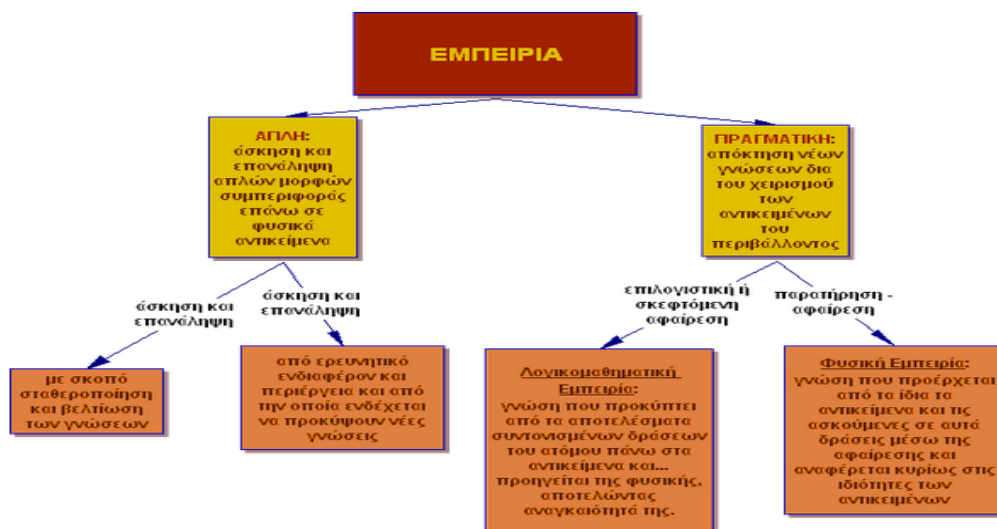 ΕΜΠΕΙΡΙΑ
ΑΠΛΗ:
άσκηση και
επανάληψη
απλών μορφών
συμπεριφοράς
επάνω σε
φυσικά
αντικείμενα
ΠΡΑΓΜΑΤΙΚΗ:
απόκτηση νέων
γνώσεων δια
του χειρισμού
των
αντικειμένων
του
περιβάλλοντος
άσκηση και
επανάληψη
άσκηση και
επανάληψη
επιλογιστική ή
σκεφτόμενη
αφαίρεση
παρατήρηση -
αφαίρεση
με σκοπό
σταθεροποίηση
και βελτίωση
των γνώσεων
από ερευνητικό
ενδιαφέρον και
περιέργεια και από
την οποία ενδέχεται
να προκύψουν νέες
γνώσεις
Λογικομαθηματική
Εμπειρία:
γνώση που προκύπτει
από τα αποτελέσματα
συντονισμένων δράσεων
του ατόμου πάνω στα
αντικείμενα και...
προηγείται της φυσικής,
αποτελώντας
αναγκαιότητά της.
Φυσική Εμπειρία:
γνώση που προέρχεται
από τα ίδια τα
αντικείμενα και τις
ασκούμενες σε αυτά
δράσεις μέσω της
αφαίρεσης και
αναφέρεται κυρίως στις
ιδιότητες των
αντικειμένων